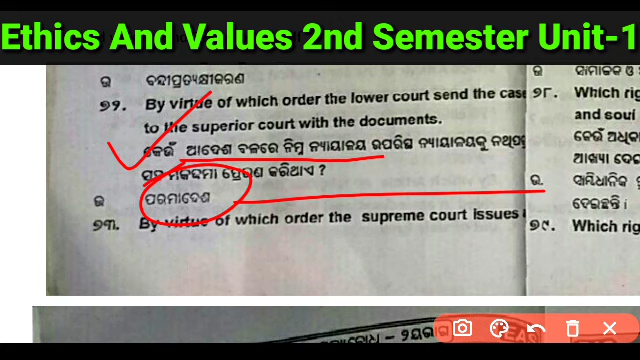 Ethics And Values 2nd Semester Unit-1
ଉ ବନ୍ଦୀପ୍ରତ୍ୟକ୍ଷୀକରଣ
୭୨. By virtue of which order the lower court send the case
to the superior court with the documents.
କେଉଁ ଆଦେଶ ବଳରେ ନିମ୍ନ ନ୍ୟାୟାଳୟ ଉପରିସ୍ଥ ନ୍ୟାୟାଳୟକୁ
ମକଦ୍ଦମା ପ୍ରେରଣ କରିଥାଏ ?
ଉ ପରମାଦେଶ
୭୩. By virtue of which order the supreme court issues
ଉ ସାମାଜିକ ଓ
୭୮. Which rig
and soul
କେଉଁ ଅଧିକା
ଆଖ୍ୟା ଦେଇ
ଉ. ସାମ୍ବିଧାନିକ
ଦେଇଛନ୍ତି ।
୭୯. Which rig